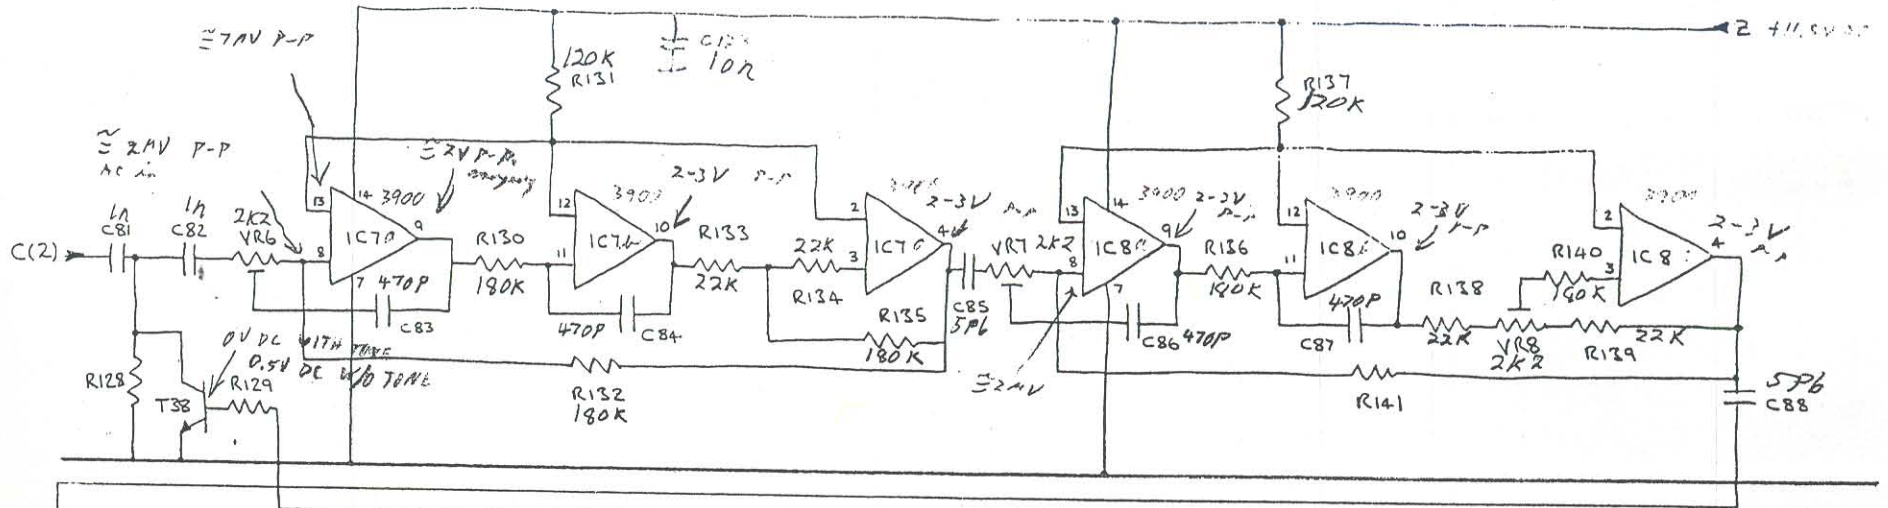 ≅7MV P-P
120K
R131
10n
Z
R137
120K
≅ 2MV P-P
AC in
≅2V P-P
2-3V P-P
2-3V
P-P
2-3V
P-P
2-3V
P-P
13
14
3900
9
12
3900
10
2
4
13
14
3900
9
12
3900
10
2
3900
4
1n
C81
1n
C82
2K2
VR6
8
IC7
11
IC7
R133
22K
3
IC7
VR7 2K2
8
IC8
R136
11
IC8
R140
180K
3
IC8
C(2)
R130
180K
7
470P
C83
470P
C84
22K
R134
R135
180K
C85
5P6
7
C86
470P
180K
470P
C87
R138
22K
VR8
2K2
R139
22K
0V DC WITH TONE
0.5V DC W/O TONE
R128
R129
T38
R132
180K
≅2MV
R141
5P6
C88